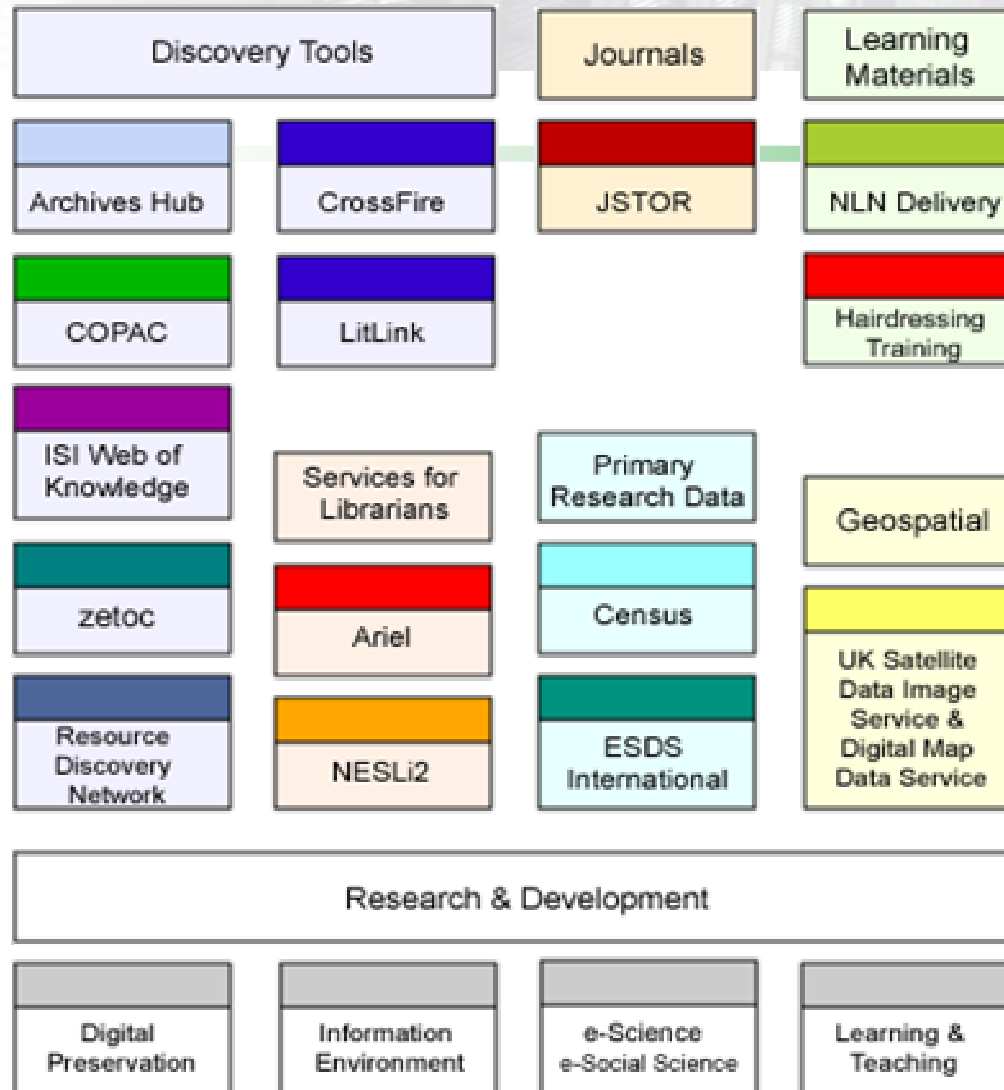 Discovery Tools
Journals
Learning
Materials
Archives Hub
CrossFire
JSTOR
NLN Delivery
COPAC
LitLink
Hairdressing
Training
ISI Web of
Knowledge
Services for
Librarians
Primary
Research Data
Geospatial
zetoc
Ariel
Census
UK Satellite
Data Image
Service &
Digital Map
Data Service
Resource
Discovery
Network
NESLi2
ESDS
International
Research & Development
Digital
Preservation
Information
Environment
e-Science
e-Social Science
Learning &
Teaching